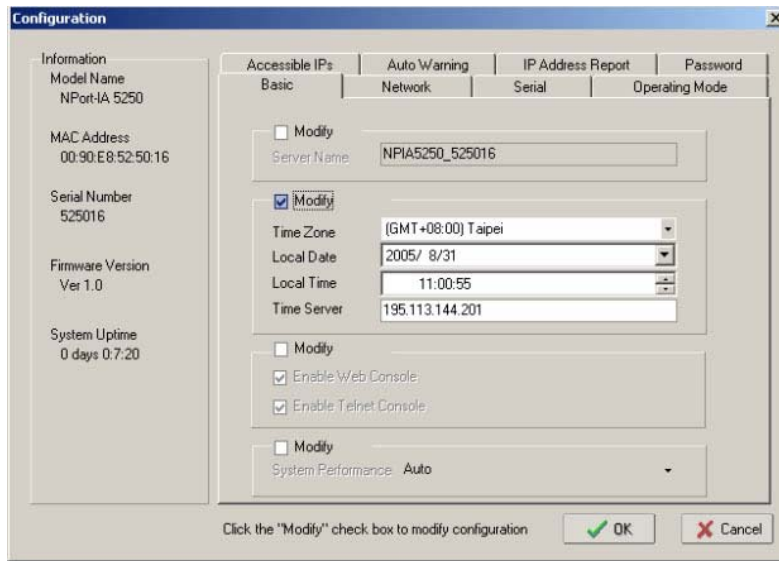 Configuration
Information
Model Name
NPort-IA 5250
MAC Address
00:90:E8:52:50:16
Serial Number
525016
Firmware Version
Ver 1.0
System Uptime
0 days 0:7:20
Accessible IPs Auto Warning IP Address Report Password
Basic Network Serial Operating Mode
Modify
Server Name NPIA5250_525016
Modify
Time Zone (GMT+08:00) Taipei
Local Date 2005/ 8/31
Local Time 11:00:55
Time Server 195.113.144.201
Modify
Enable Web Console
Enable Telnet Console
Modify
System Performance Auto
Click the "Modify" check box to modify configuration OK Cancel